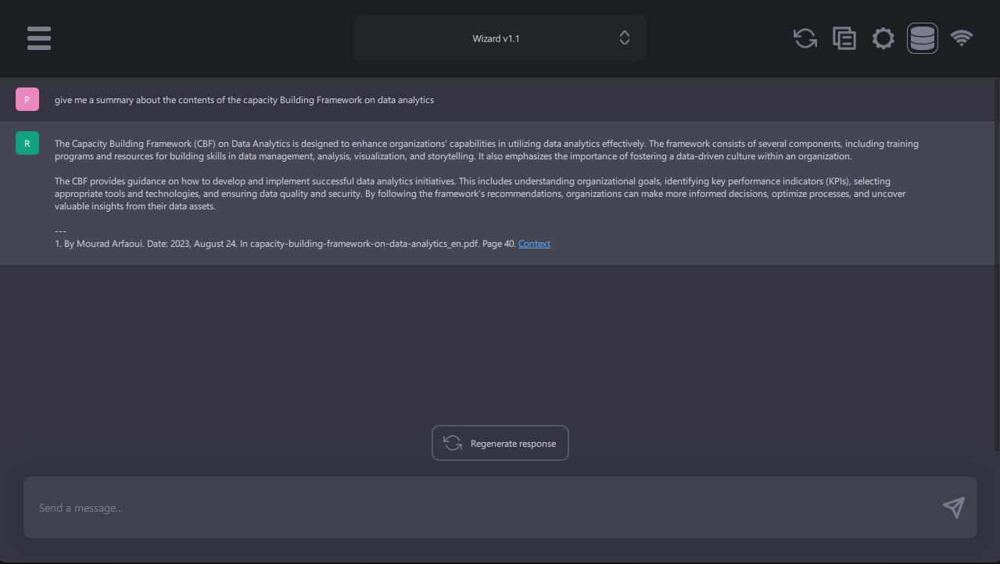 Wizard v1.1
P
give me a summary about the contents of the capacity Building Framework on data analytics
R
The Capacity Building Framework (CBF) on Data Analytics is designed to enhance organizations' capabilities in utilizing data analytics effectively. The framework consists of several components, including training
programs and resources for building skills in data management, analysis, visualization, and storytelling. It also emphasizes the importance of fostering a data-driven culture within an organization.
The CBF provides guidance on how to develop and implement successful data analytics initiatives. This includes understanding organizational goals, identifying key performance indicators (KPIs), selecting
appropriate tools and technologies, and ensuring data quality and security. By following the framework's recommendations, organizations can make more informed decisions, optimize processes, and uncover
valuable insights from their data assets.
---
1. By Mourad Arfaoui. Date: 2023, August 24. In capacity-building-framework-on-data-analytics_en.pdf. Page 40. Context
Regenerate response
Send a message...